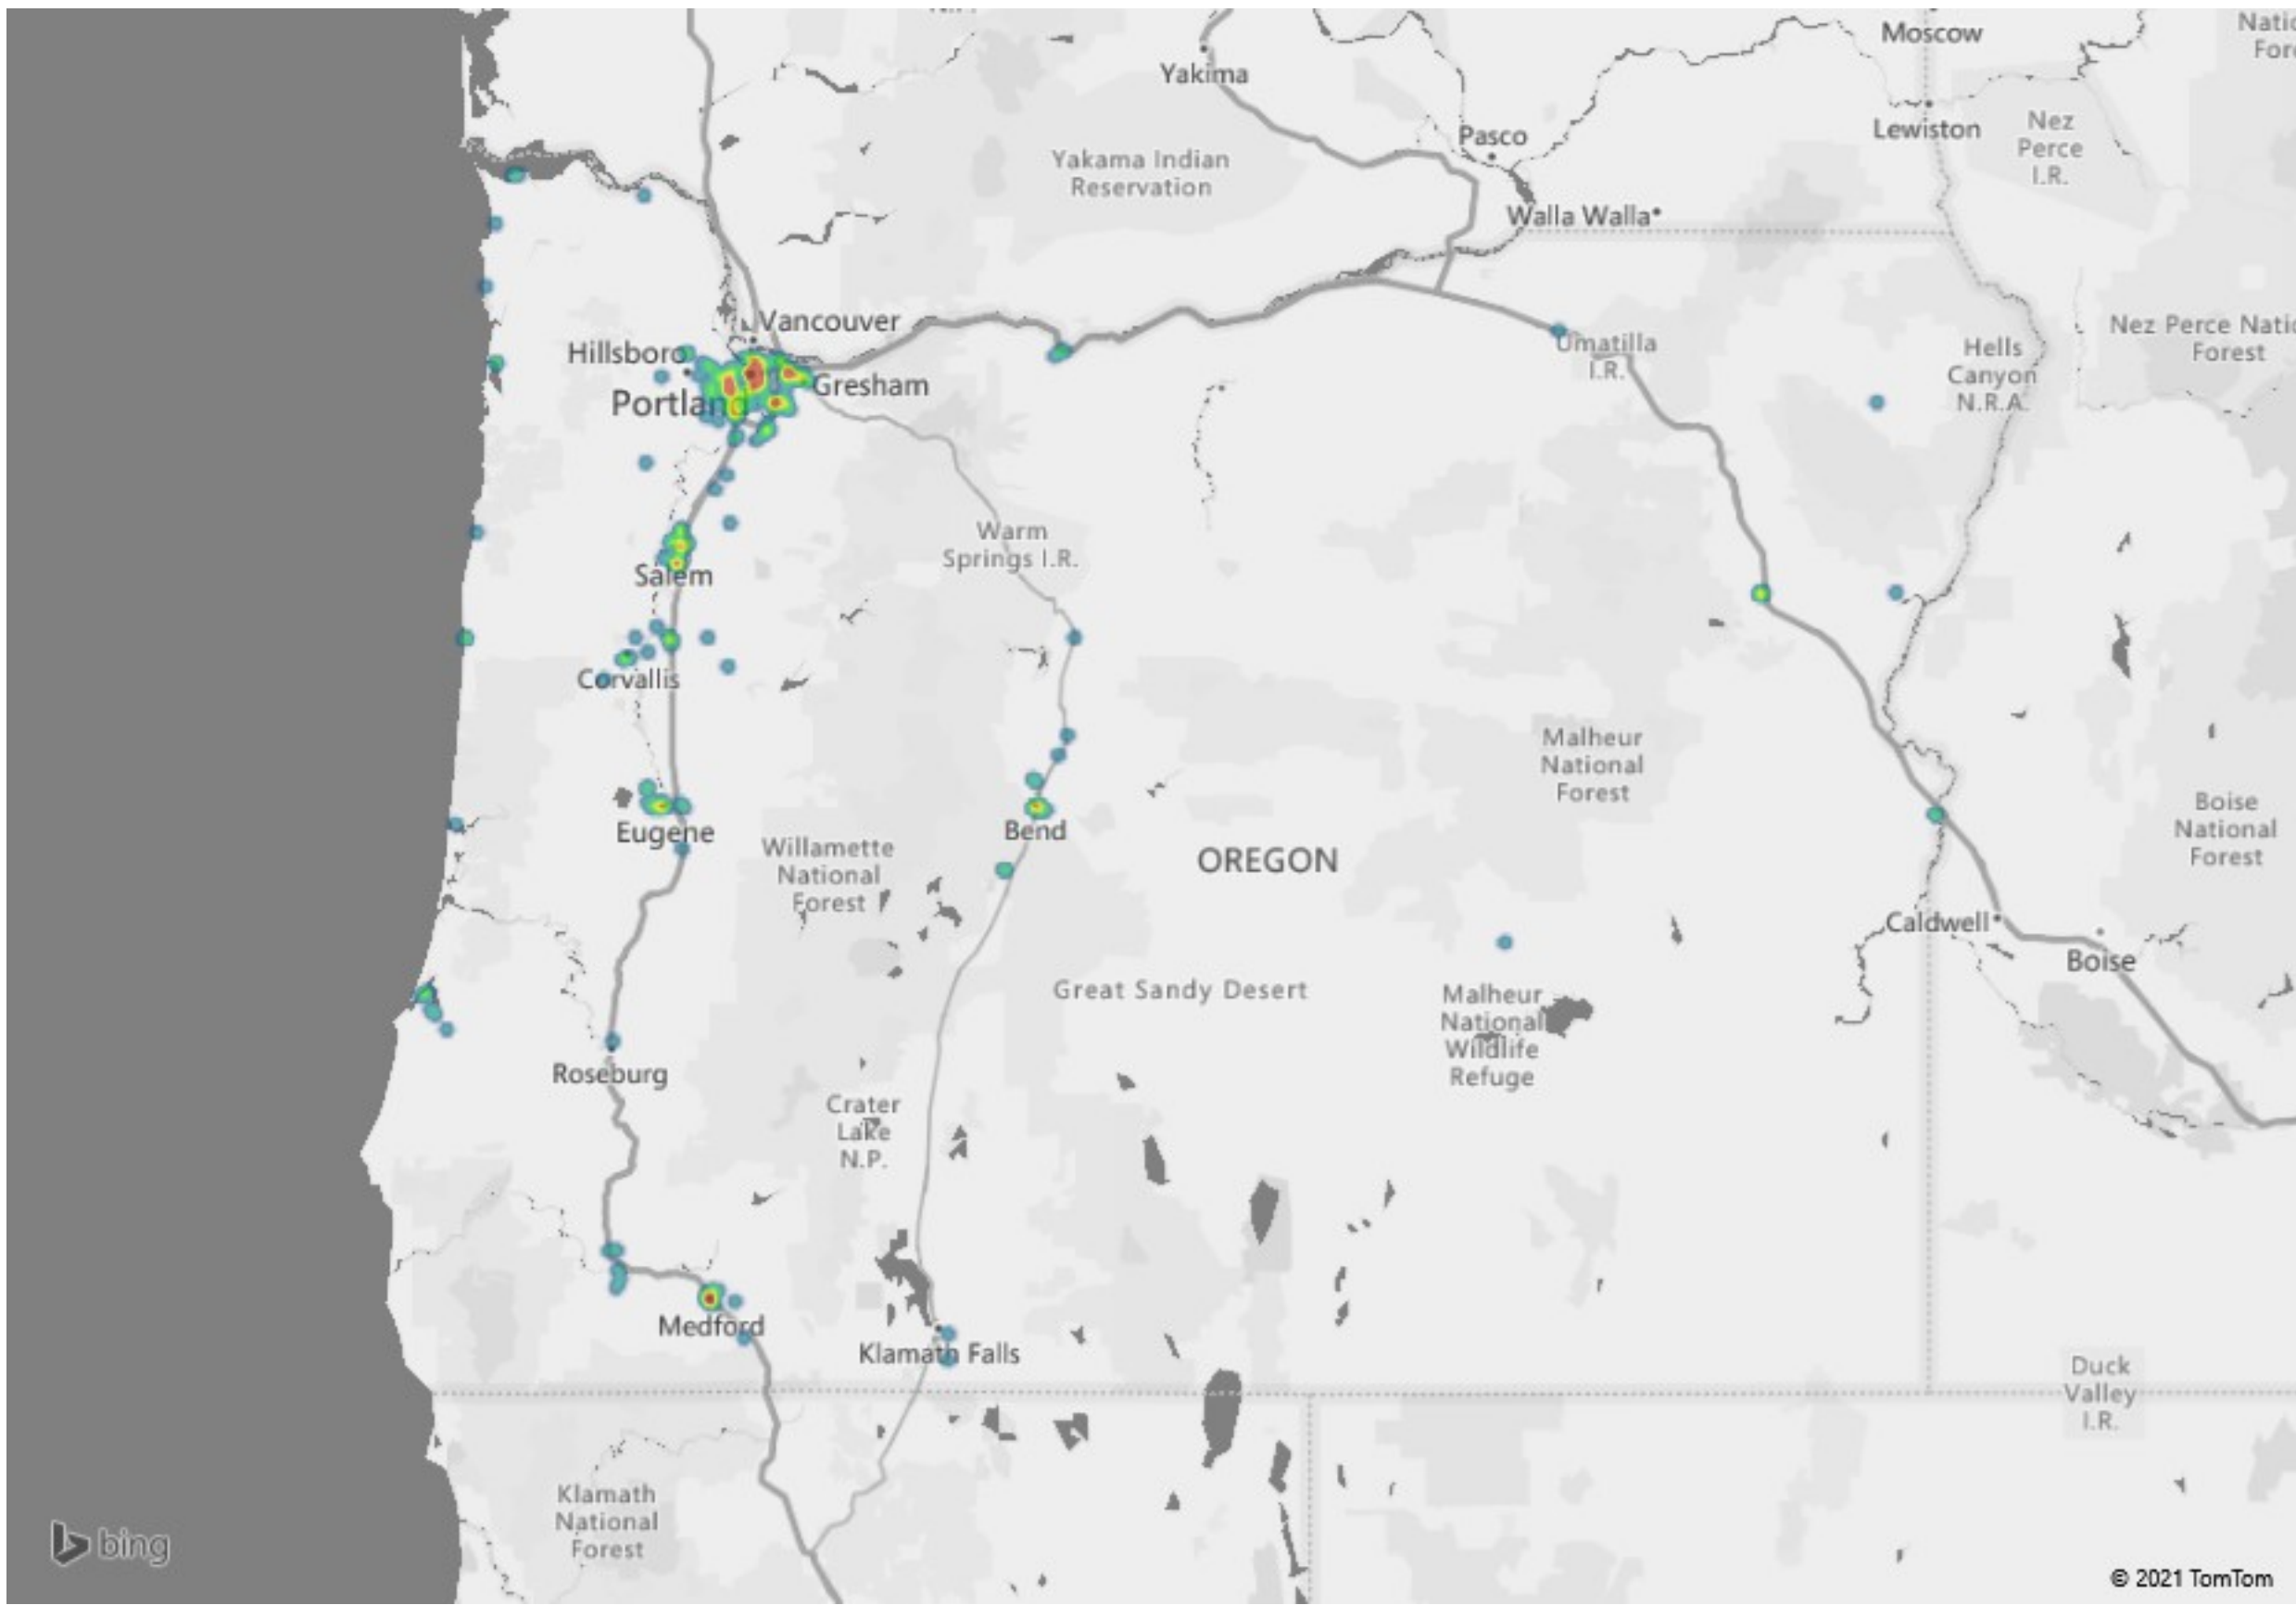 Moscow
Natio
Fore
Yakima
Lewiston
Nez
Perce
I.R.
Pasco
Yakama Indian
Reservation
Walla Walla
Vancouver
Hillsboro
Portland
Gresham
Umatilla
I.R.
Hells
Canyon
N.R.A.
Nez Perce Natio
Forest
Warm
Springs I.R.
Salem
Corvallis
Malheur
National
Forest
Eugene
Bend
Willamette
National
Forest
OREGON
Boise
National
Forest
Caldwell
Boise
Great Sandy Desert
Malheur
National
Wildlife
Refuge
Roseburg
Crater
Lake
N.P.
Medford
Klamath Falls
Duck
Valley
I.R.
Klamath
National
Forest
bing
© 2021 TomTom